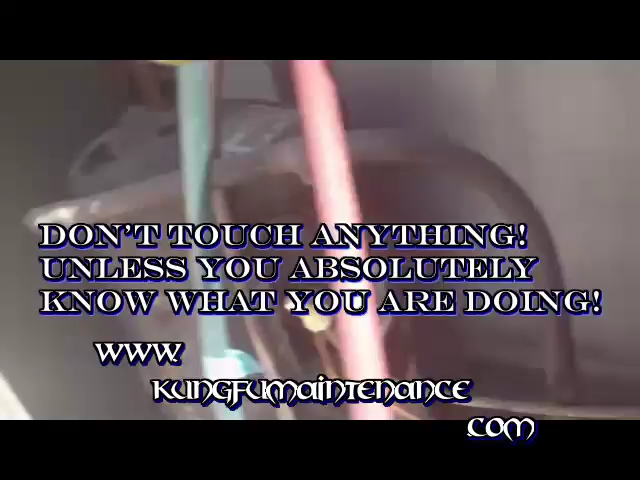 DON'T TOUCH ANYTHING!
UNLESS YOU ABSOLUTELY
KNOW WHAT YOU ARE DOING!
WWW.
KUNGFUMAINTENANCE
.COM